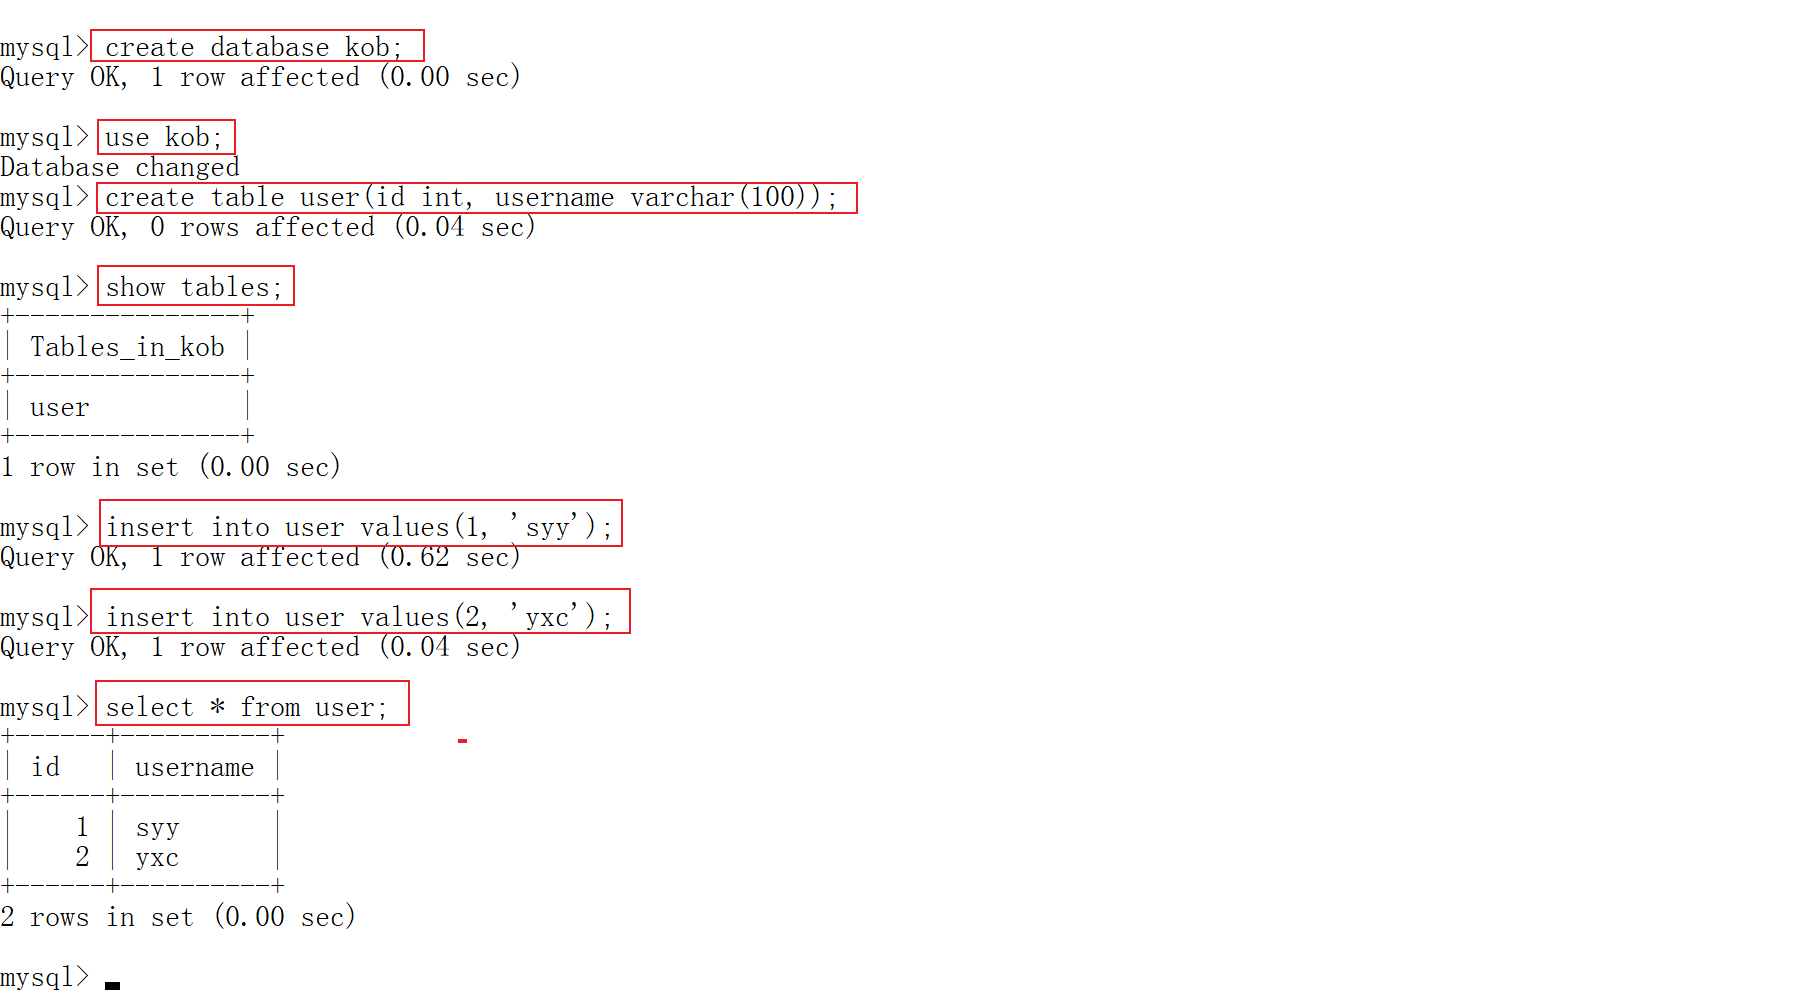 mysql> create database kob;
Query OK, 1 row affected (0.00 sec)
mysql> use kob;
Database changed
mysql> create table user(id int, username varchar(100));
Query OK, 0 rows affected (0.04 sec)
mysql> show tables;
+---------------+
| Tables_in_kob |
+---------------+
| user          |
+---------------+
1 row in set (0.00 sec)
mysql> insert into user values(1, 'syy');
Query OK, 1 row affected (0.62 sec)
mysql> insert into user values(2, 'yxc');
Query OK, 1 row affected (0.04 sec)
mysql> select * from user;
+------+----------+
| id   | username |
+------+----------+
|    1 | syy      |
|    2 | yxc      |
+------+----------+
2 rows in set (0.00 sec)
mysql>